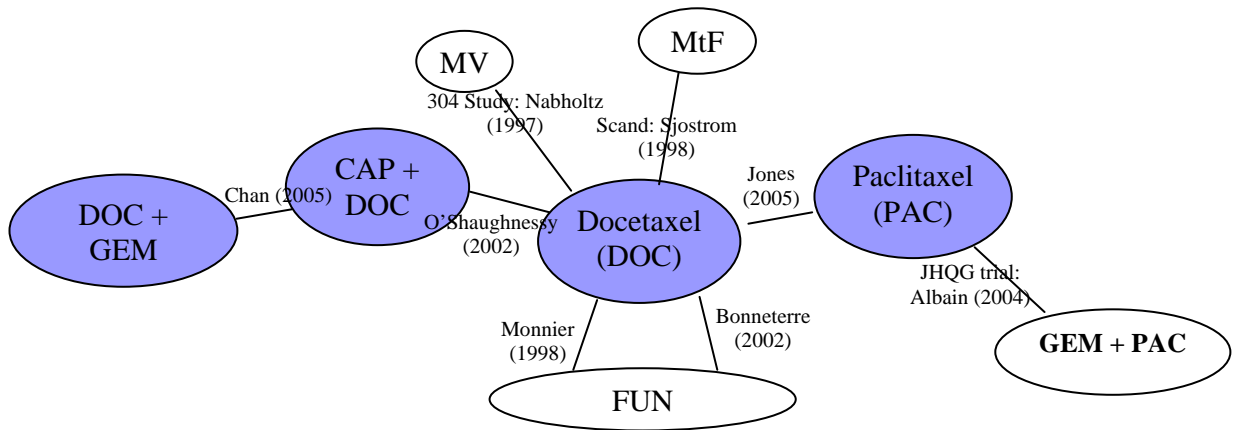 MtF
MV
304 Study: Nabholtz
(1997)
Scand: Sjostrom
(1998)
CAP +
DOC
Chan (2005)
DOC +
GEM
O'Shaughnessy
(2002)
Docetaxel
(DOC)
Jones
(2005)
Paclitaxel
(PAC)
JHQG trial:
Albain (2004)
Monnier
(1998)
Bonneterre
(2002)
GEM + PAC
FUN